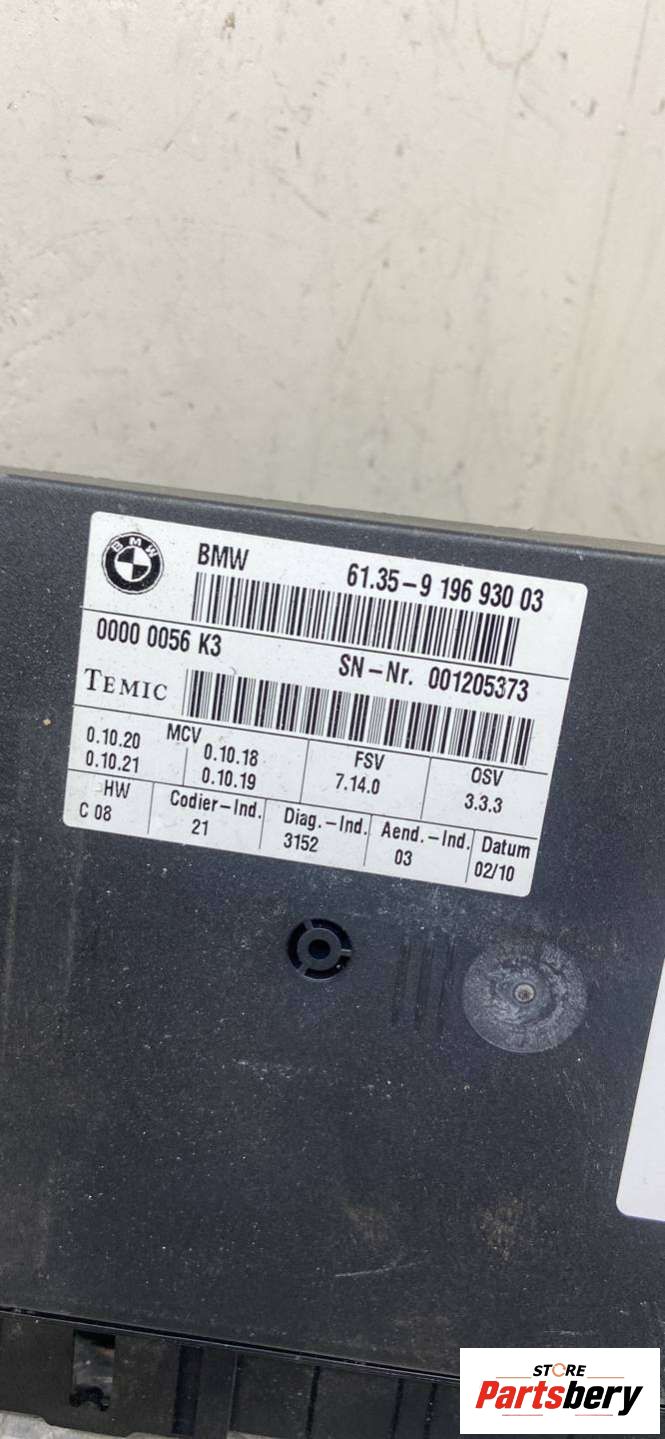 BMW
BMW 61.35-9 196 930 03
0000 0056 K3 SN-Nr. 001205373
TEMIC
0.10.20 MCV 0.10.18 FSV OSV
0.10.21 0.10.19 7.14.0 3.3.3
HW Codier-Ind. Diag.-Ind. Aend.-Ind. Datum
C 08 21 3152 03 02/10
STORE
Partsbery